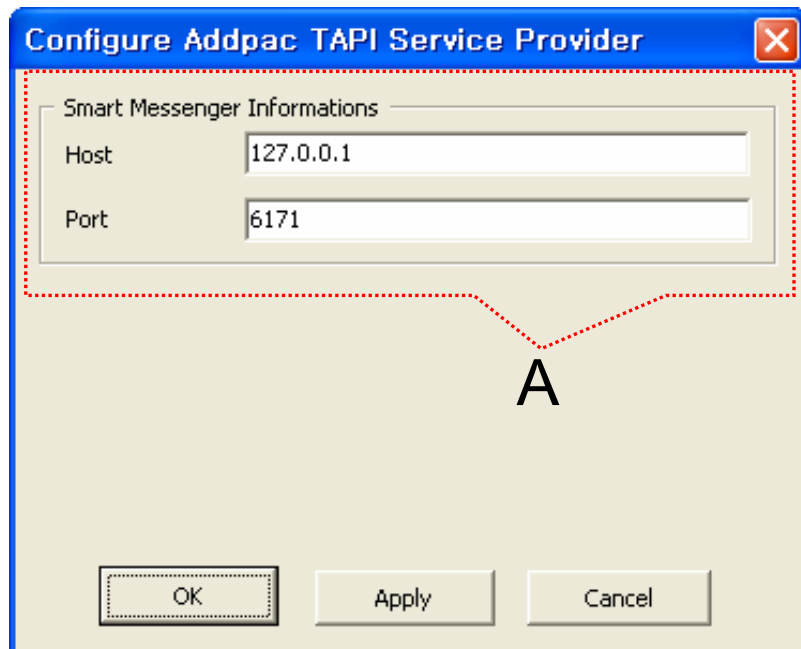 Configure Addpac TAPI Service Provider
Smart Messenger Informations
Host 127.0.0.1
Port 6171
A
OK Apply Cancel